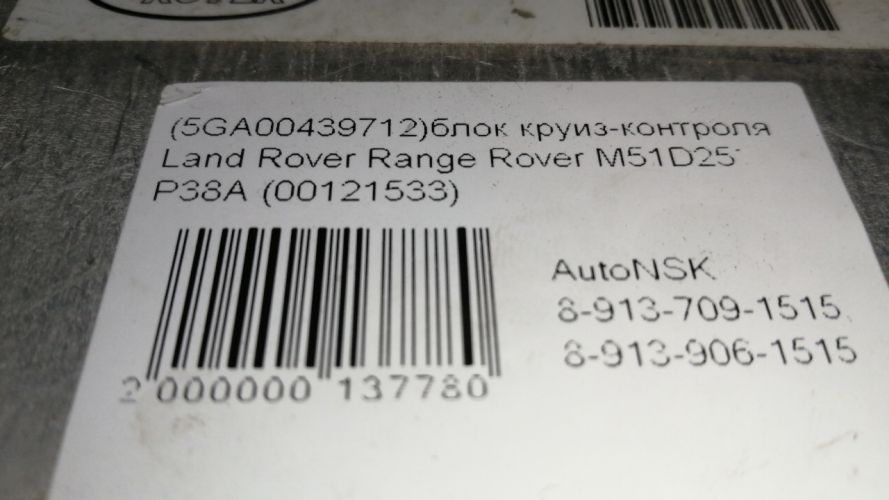 (5GA00439712)блок круиз-контроля
Land Rover Range Rover M51D25
P38A (00121533)
AutoNSK
8-913-709-1515
8-913-906-1515
2 000000 137780